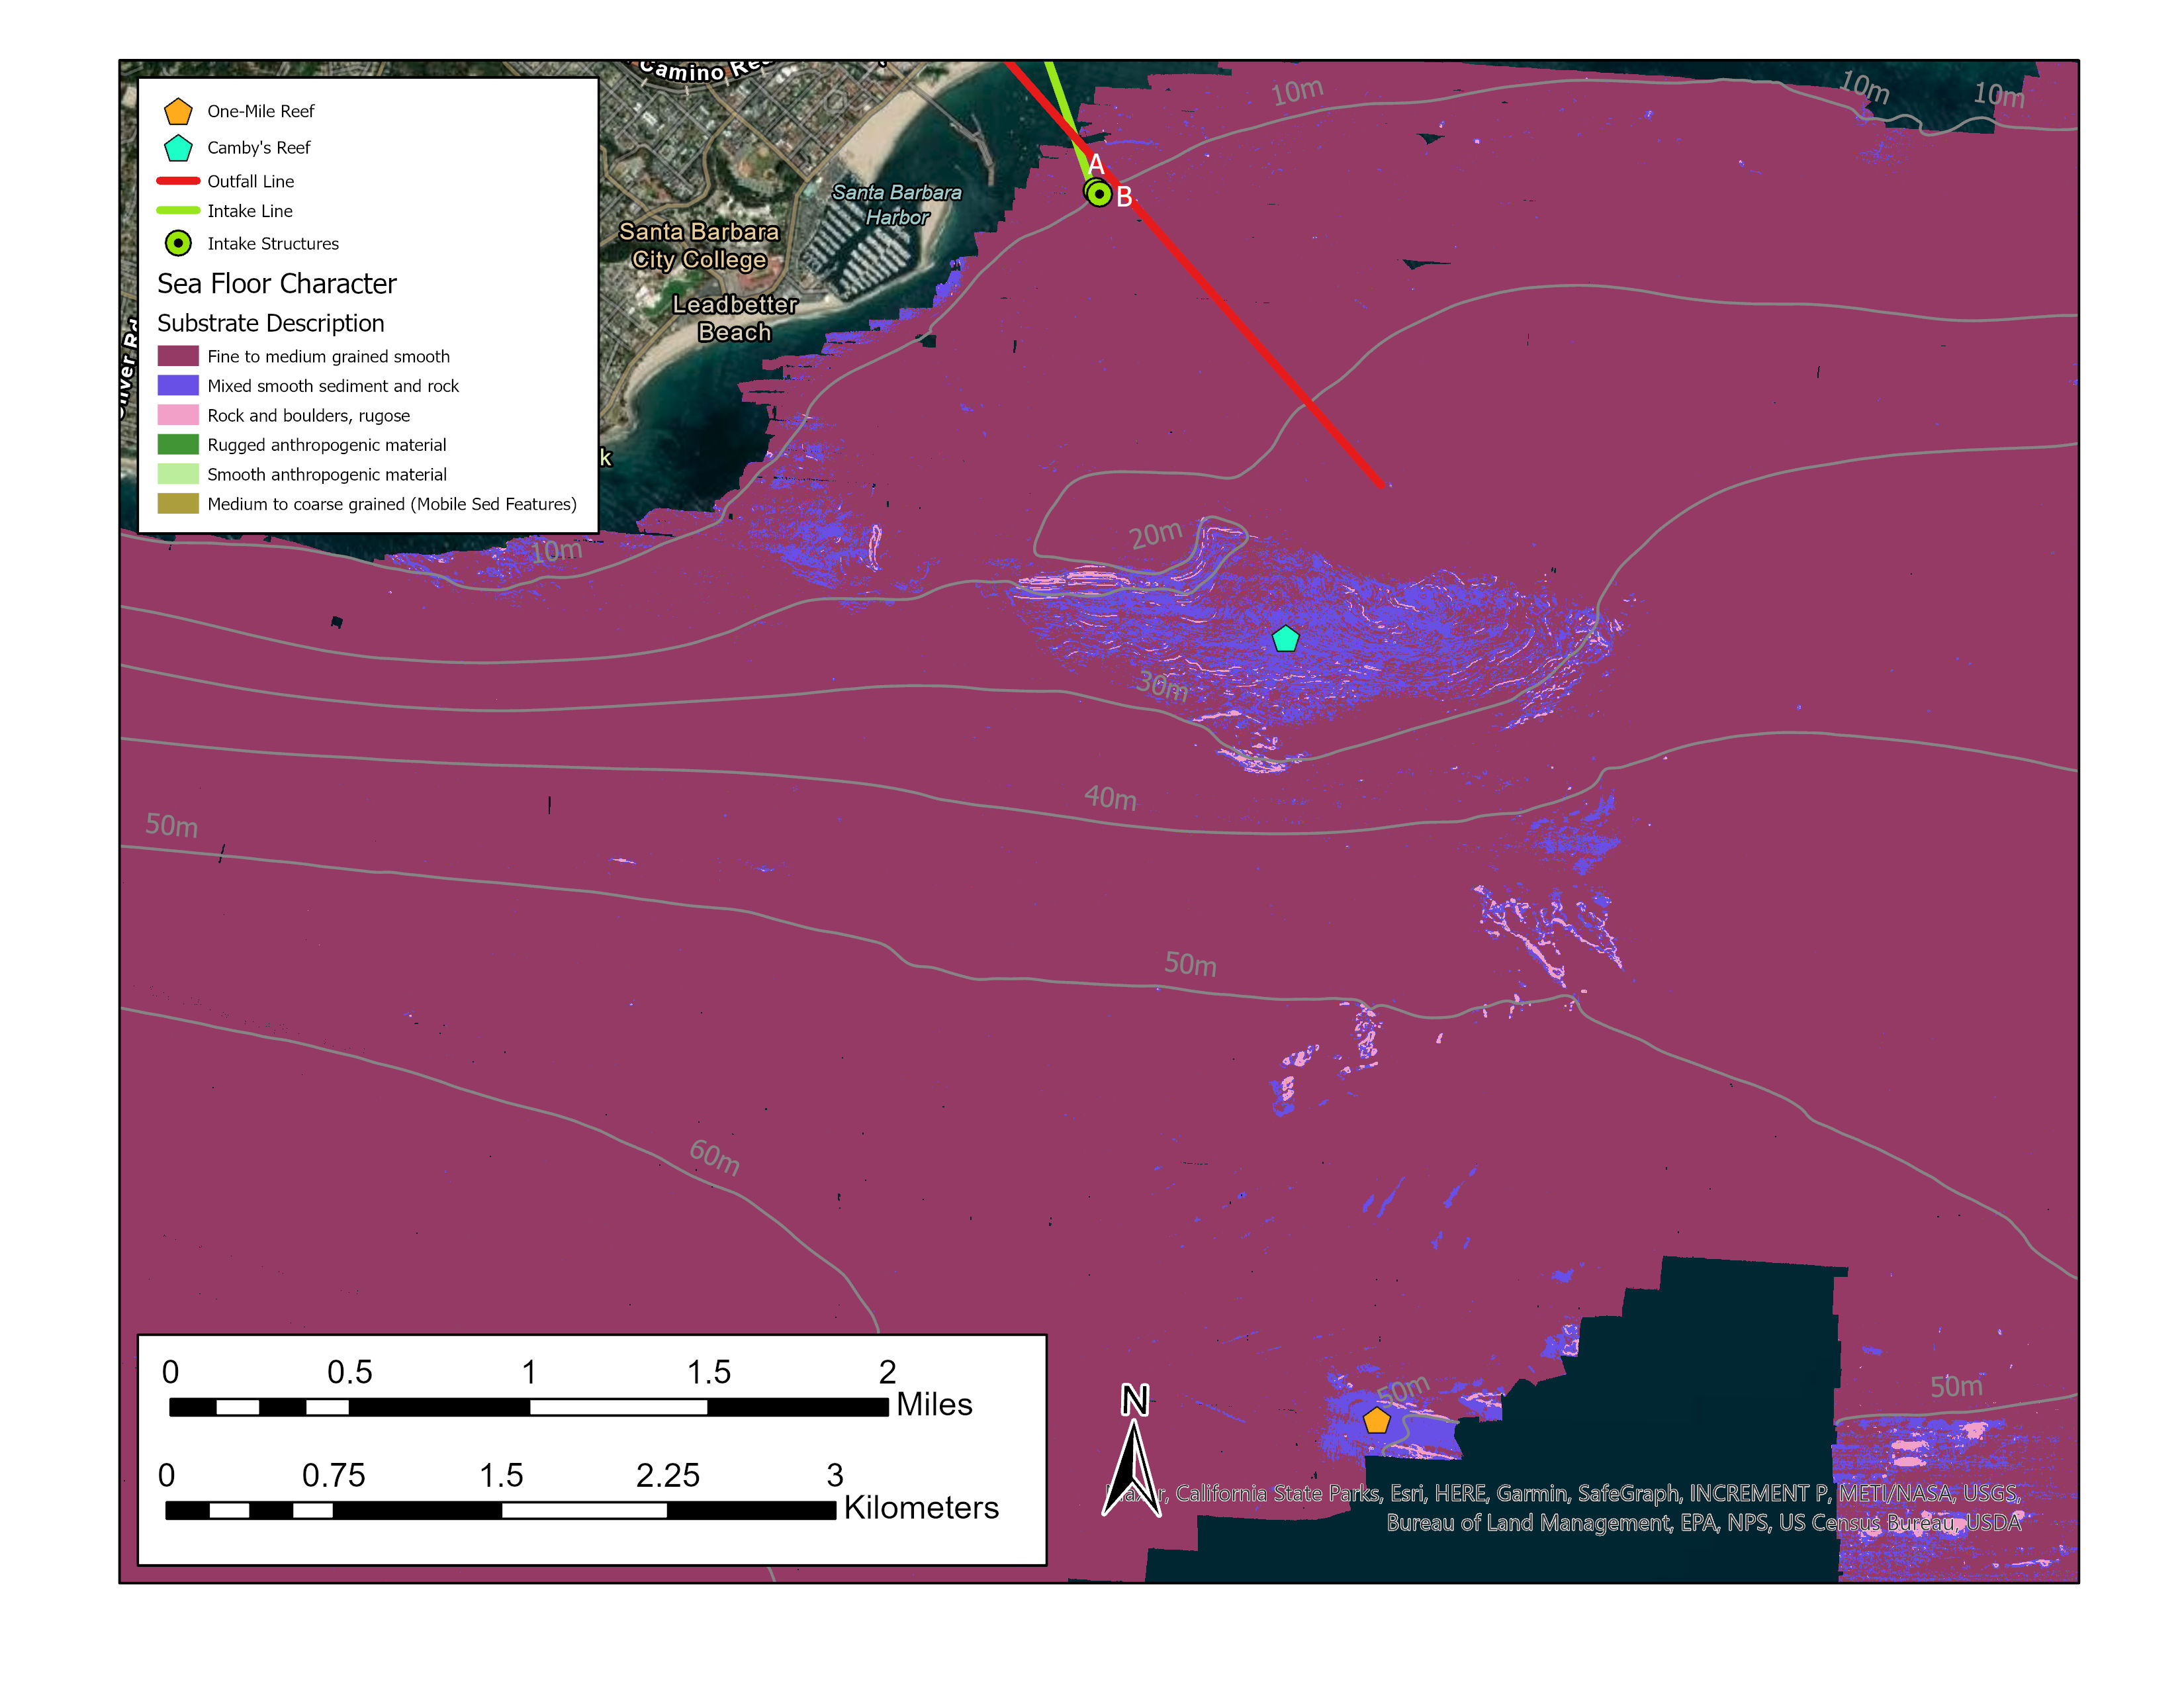 One-Mile Reef
Camby's Reef
Outfall Line
Intake Line
Intake Structures
Sea Floor Character
Substrate Description
Fine to medium grained smooth
Mixed smooth sediment and rock
Rock and boulders, rugose
Rugged anthropogenic material
Smooth anthropogenic material
Medium to coarse grained (Mobile Sed Features)
Camino
Santa Barbara
Harbor
Santa Barbara
City College
Leadbetter
Beach
Rd
k
A
B
10m
10m
10m
10m
20m
30m
40m
50m
50m
60m
50m
50m
0 0.5 1 1.5 2
Miles
0 0.75 1.5 2.25 3
Kilometers
N
California State Parks, Esri, HERE, Garmin, SafeGraph, INCREMENT P, METI/NASA, USGS,
Bureau of Land Management, EPA, NPS, US Census Bureau, USDA